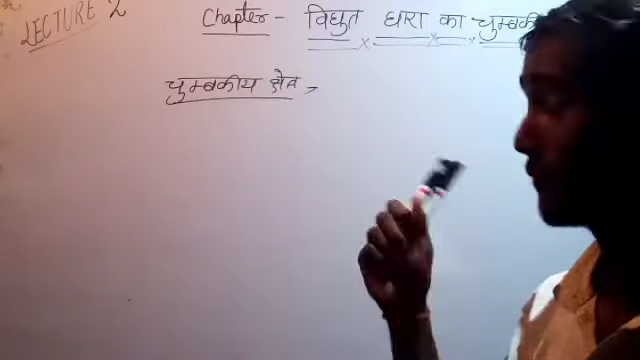 LECTURE 2
Chapter - विद्युत धारा का चुम्बकी
चुम्बकीय क्षेत्र